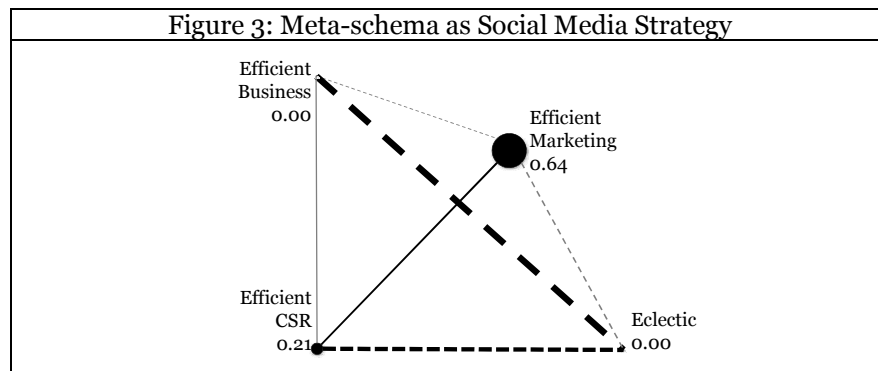 Figure 3: Meta-schema as Social Media Strategy
Efficient
Business
0.00
Efficient
Marketing
0.64
Efficient
CSR
0.21
Eclectic
0.00